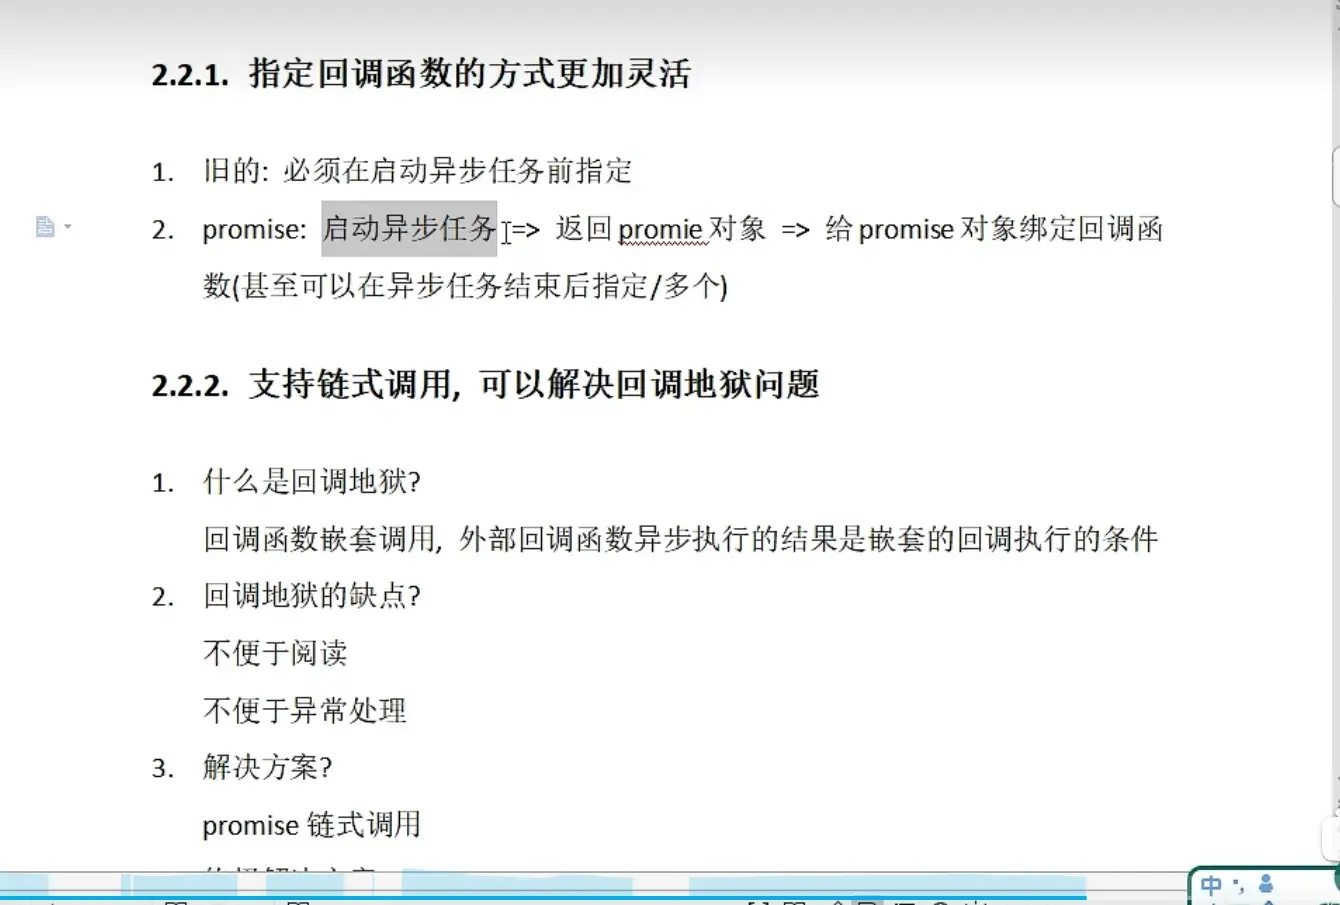 2.2.1. 指定回调函数的方式更加灵活
1. 旧的: 必须在启动异步任务前指定
2. promise: 启动异步任务 => 返回 promie 对象 => 给 promise 对象绑定回调函
数(甚至可以在异步任务结束后指定/多个)
2.2.2. 支持链式调用, 可以解决回调地狱问题
1. 什么是回调地狱?
回调函数嵌套调用, 外部回调函数异步执行的结果是嵌套的回调执行的条件
2. 回调地狱的缺点?
不便于阅读
不便于异常处理
3. 解决方案?
promise 链式调用
中